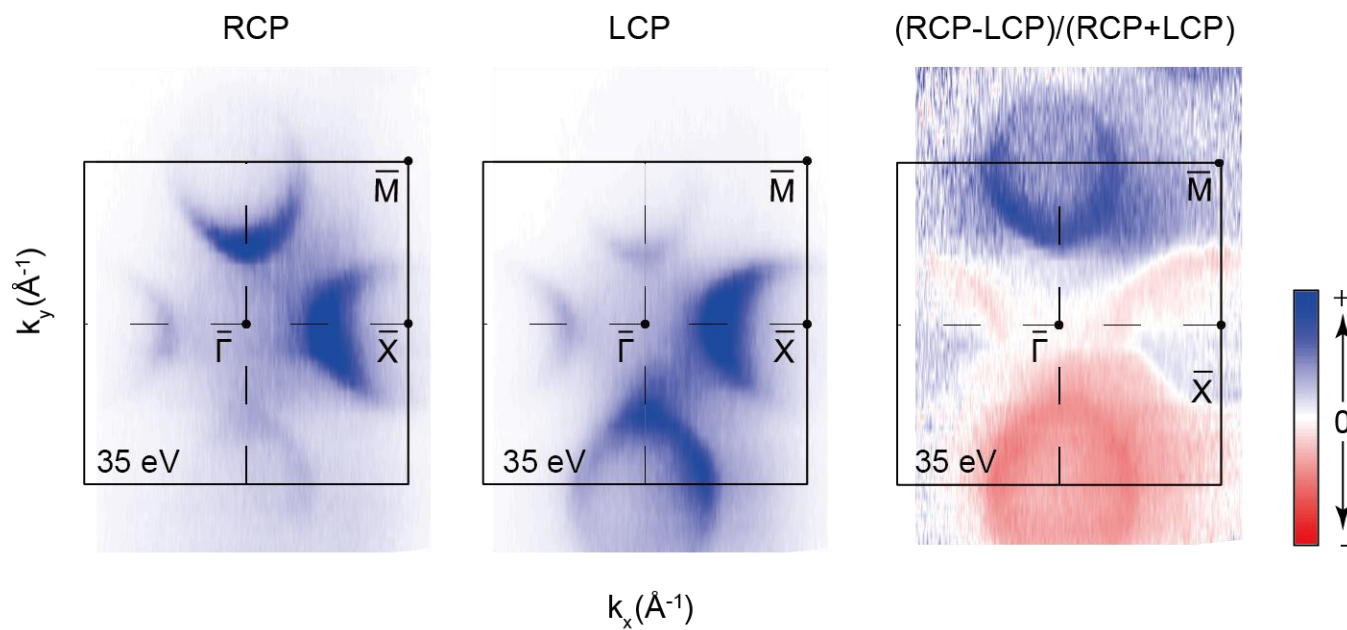 RCP
LCP
(RCP-LCP)/(RCP+LCP)
M̅
M̅
M̅
Γ̅
X̅
Γ̅
X̅
Γ̅
X̅
35 eV
35 eV
35 eV
k_y(Å⁻¹)
k_x(Å⁻¹)
+
0
-